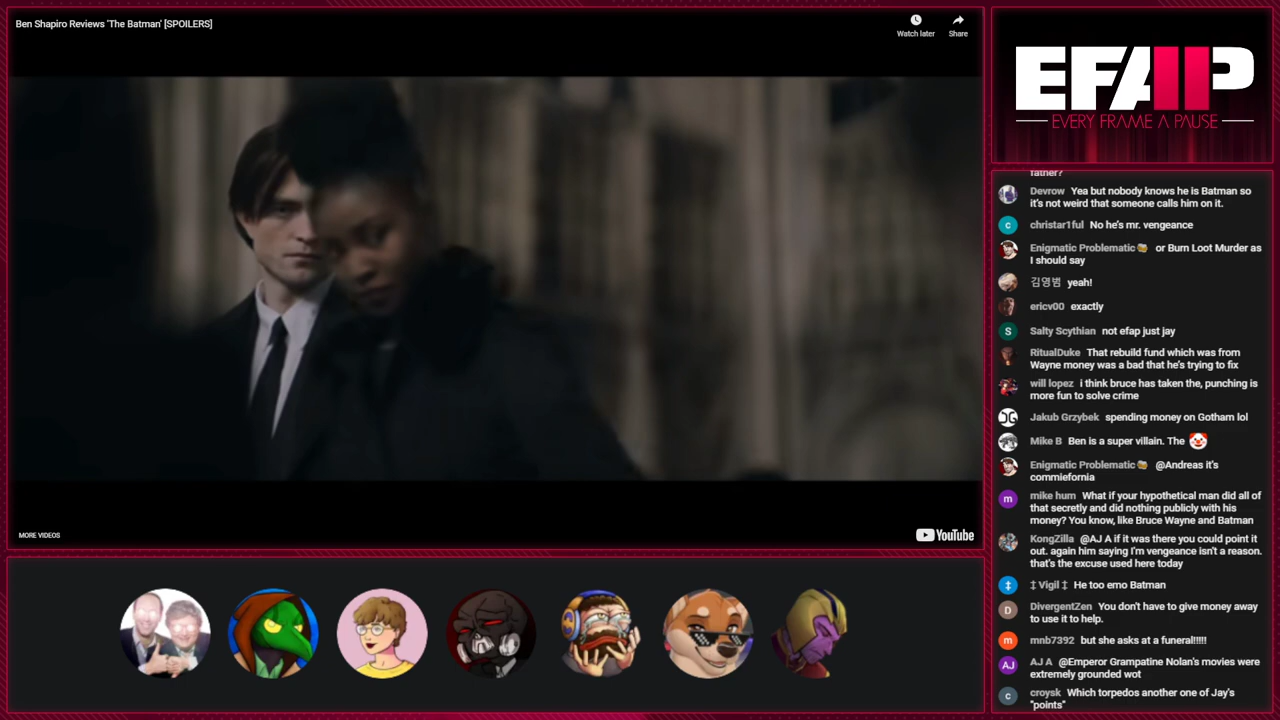 Ben Shapiro Reviews 'The Batman' [SPOILERS]
Watch later
Share
MORE VIDEOS
YouTube
EFAP
EVERY FRAME A PAUSE
father?
Devrow Yea but nobody knows he is Batman so
it's not weird that someone calls him on it.
c
christar1ful No he's mr. vengeance
Enigmatic Problematic or Burn Loot Murder as
I should say
김영범 yeah!
ericv00 exactly
S
Salty Scythian not efap just jay
RitualDuke That rebuild fund which was from
Wayne money was a bad that he's trying to fix
will lopez i think bruce has taken the, punching is
more fun to solve crime
Jakub Grzybek spending money on Gotham lol
Mike B Ben is a super villain. The 🤡
Enigmatic Problematic @Andreas it's
commiefornia
m
mike hum What if your hypothetical man did all of
that secretly and did nothing publicly with his
money? You know, like Bruce Wayne and Batman
KongZilla @AJ A if it was there you could point it
out. again him saying I'm vengeance isn't a reason.
that's the excuse used here today
‡
‡ Vigil ‡ He too emo Batman
D
DivergentZen You don't have to give money away
to use it to help.
m
mnb7392 but she asks at a funeral!!!!!
AJ
AJ A @Emperor Grampatine Nolan's movies were
extremely grounded wot
c
croysk Which torpedos another one of Jay's
"points"